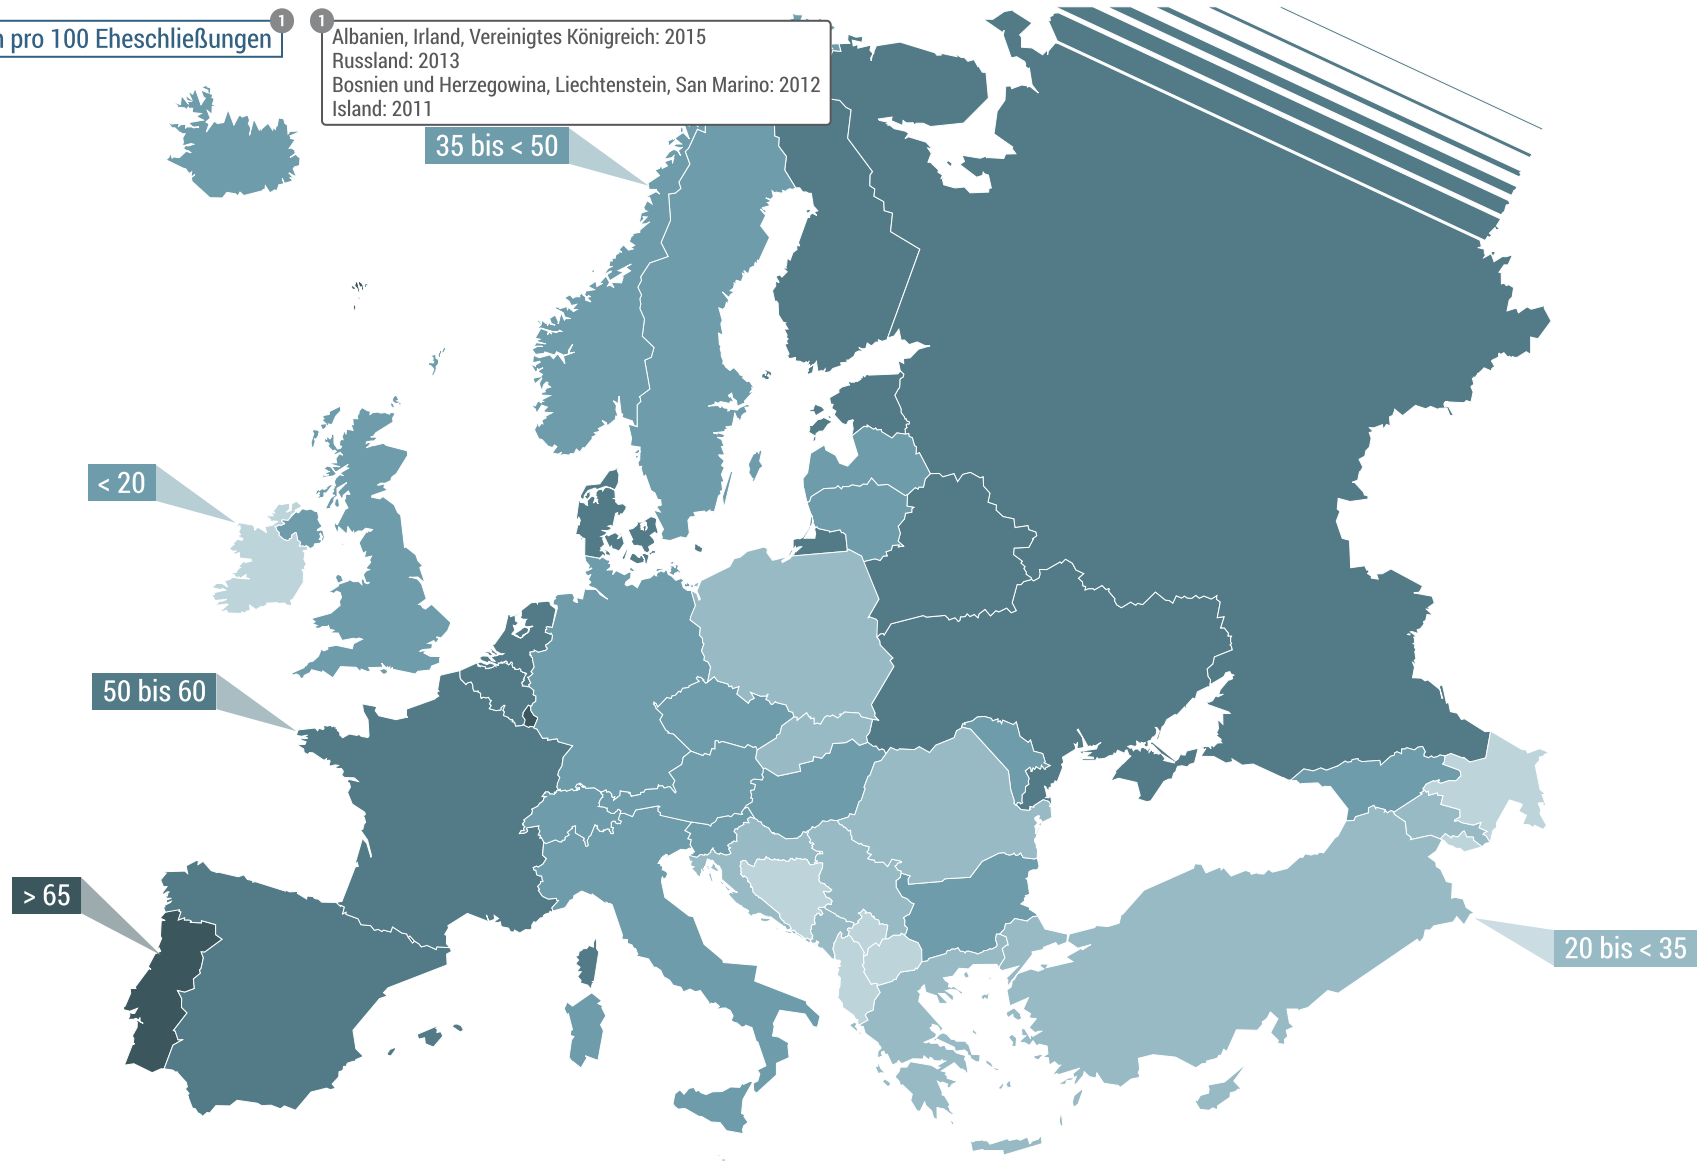 n pro 100 Eheschließungen
1
1
Albanien, Irland, Vereinigtes Königreich: 2015
Russland: 2013
Bosnien und Herzegowina, Liechtenstein, San Marino: 2012
Island: 2011
35 bis < 50
< 20
50 bis 60
> 65
20 bis < 35